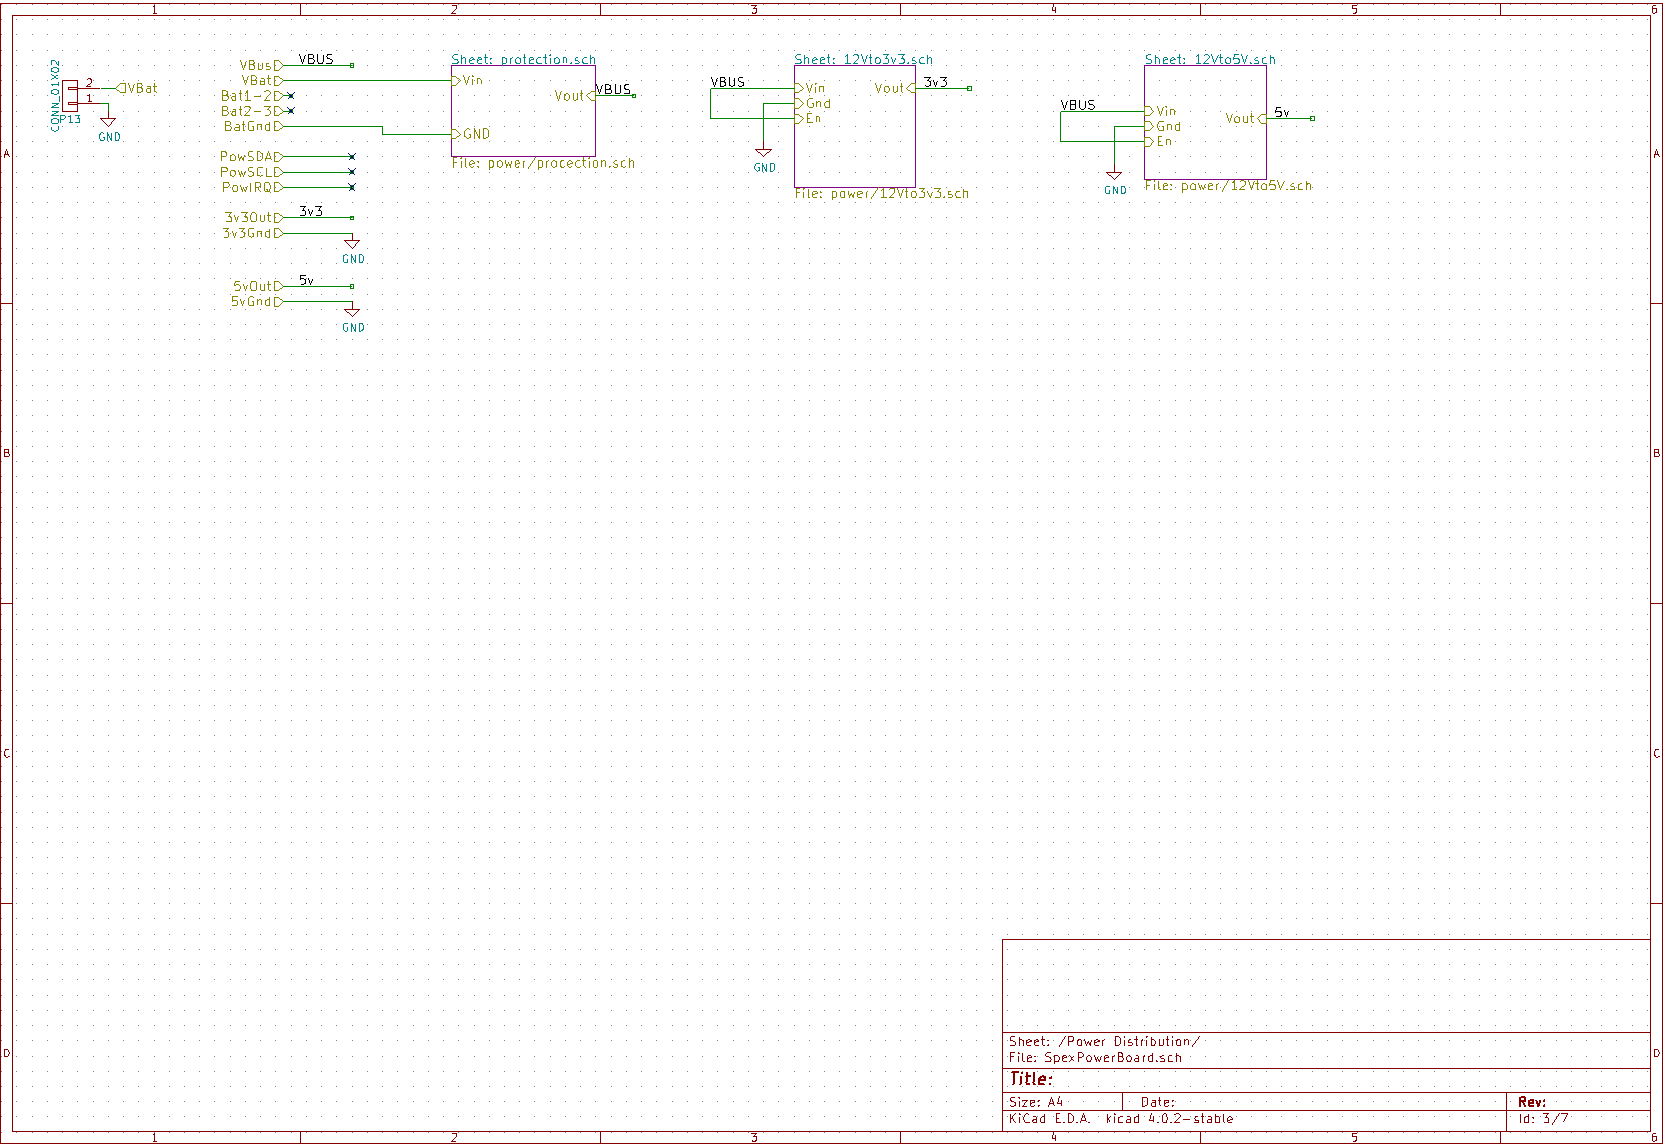 1 2 3 4 5 6
A
B
C
D
A
B
C
D
CONN_01X02
P13
2
1
VBat
GND
VBus
VBUS
VBat
Bat1-2
Bat2-3
BatGnd
PowSDA
PowSCL
PowIRQ
3v3Out
3v3
3v3Gnd
GND
5vOut
5v
5vGnd
GND
Sheet: protection.sch
Vin
Vout
VBUS
GND
File: power/protection.sch
Sheet: 12Vto3v3.sch
VBUS
Vin
Gnd
En
Vout
3v3
GND
File: power/12Vto3v3.sch
Sheet: 12Vto5V.sch
VBUS
Vin
Gnd
En
Vout
5v
GND
File: power/12Vto5V.sch
Sheet: /Power Distribution/
File: SpexPowerBoard.sch
Title:
Size: A4 Date: Rev:
KiCad E.D.A. kicad 4.0.2-stable Id: 3/7
1 2 3 4 5 6